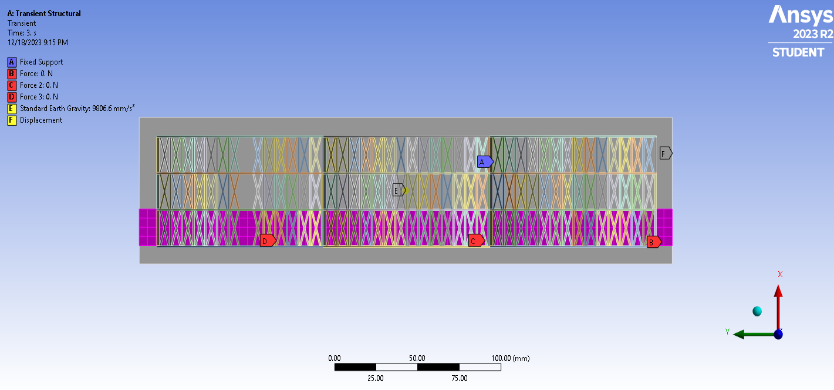 A: Transient Structural
Transient
Time: 3. s
12/18/2023 9:15 PM
A Fixed Support
B Force: 0. N
C Force 2: 0. N
D Force 3: 0. N
E Standard Earth Gravity: 9806.6 mm/s²
F Displacement
Ansys
2023 R2
STUDENT
A
F
E
D
C
B
X
Y
0.00 50.00 100.00 (mm)
25.00 75.00